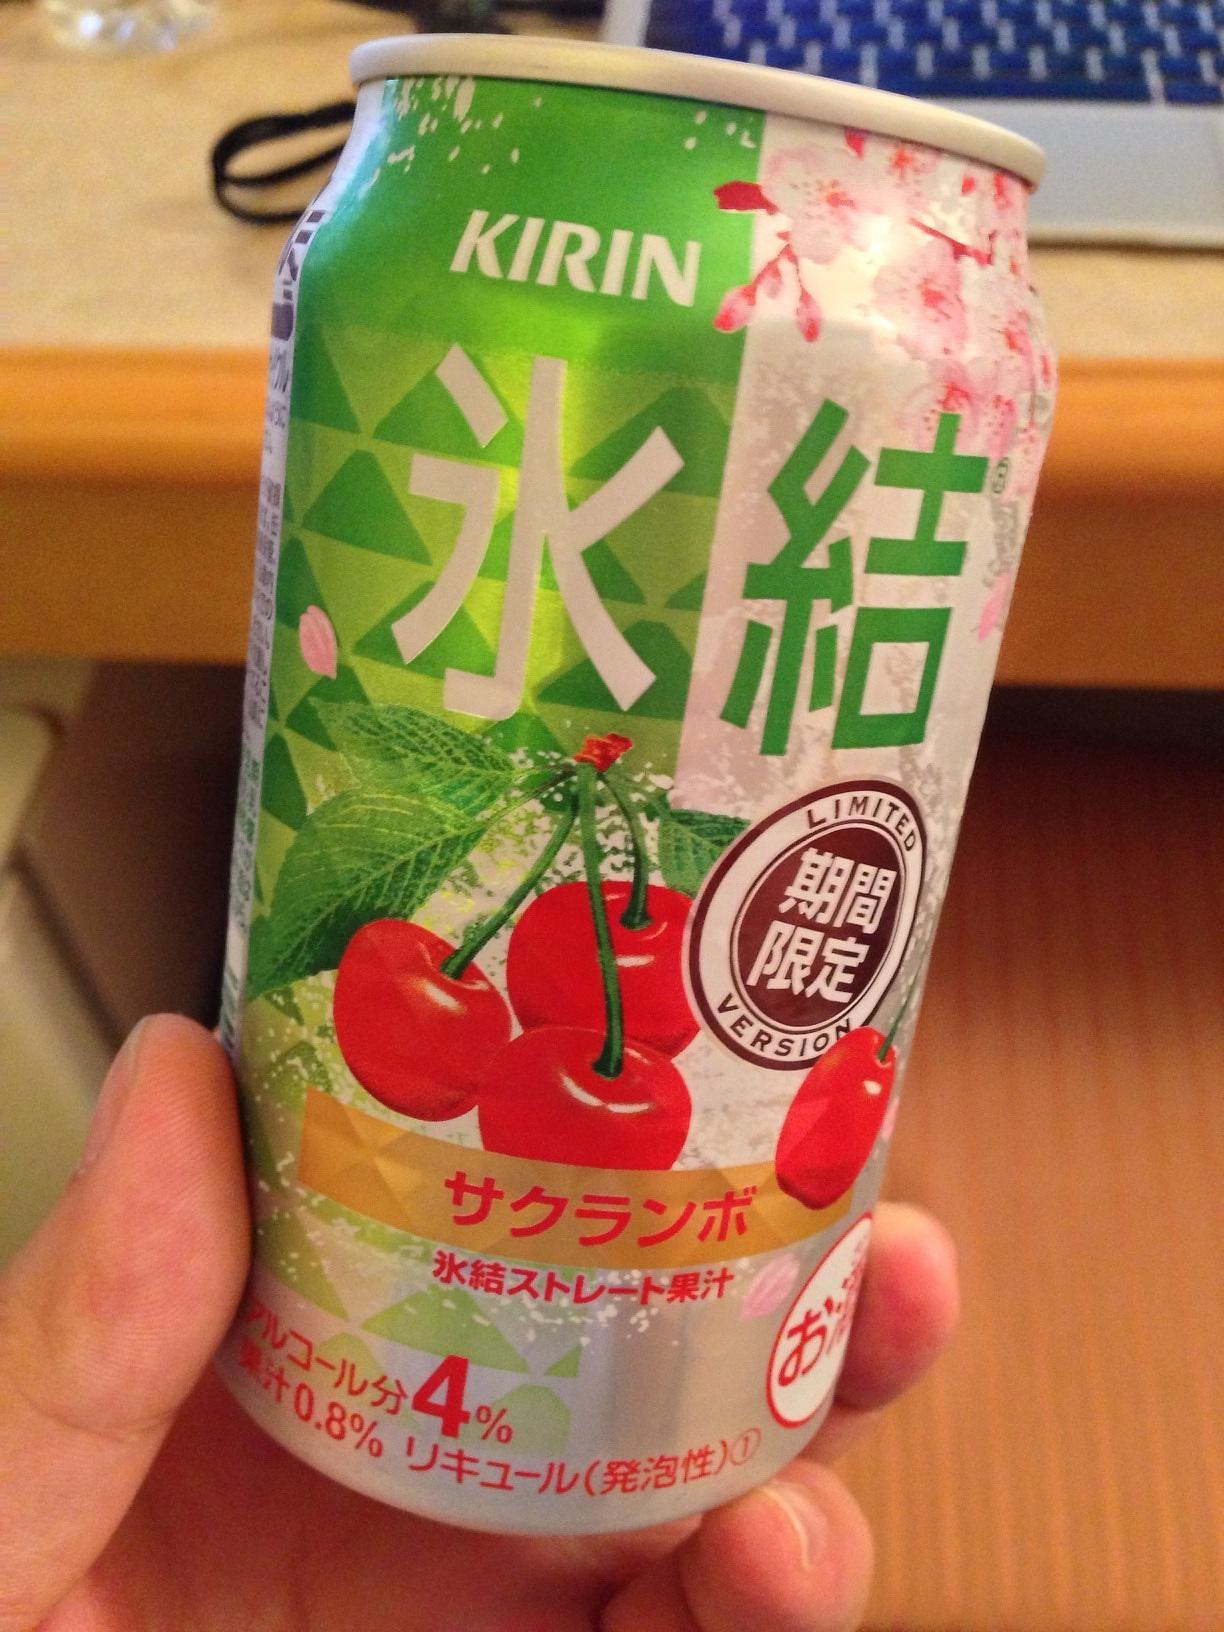 KIRIN
氷結
LIMITED
期間
限定
VERSION
サクランボ
氷結ストレート果汁
アルコール分4%
果汁0.8% リキュール(発泡性)①
お酒